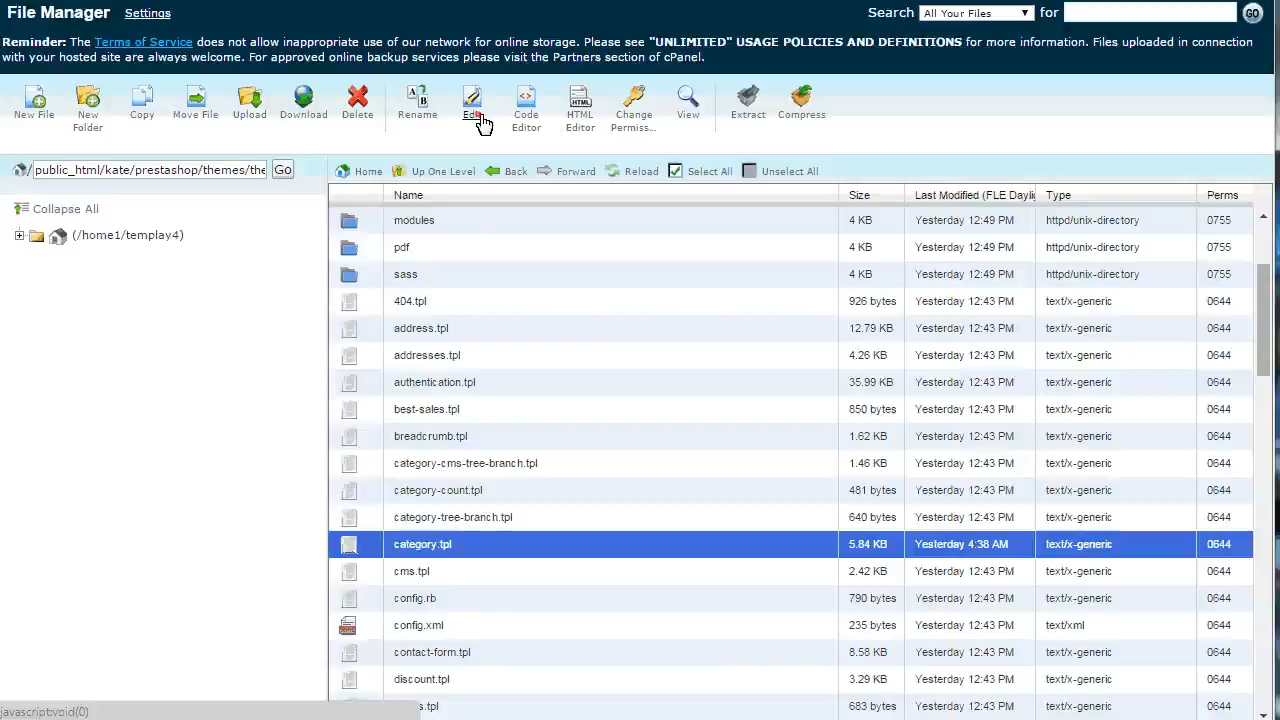 File Manager Settings Search All Your Files for GO
Reminder: The Terms of Service does not allow inappropriate use of our network for online storage. Please see "UNLIMITED" USAGE POLICIES AND DEFINITIONS for more information. Files uploaded in connection
with your hosted site are always welcome. For approved online backup services please visit the Partners section of cPanel.
New File New Folder Copy Move File Upload Download Delete Rename Edit Code Editor HTML Editor Change Permiss... View Extract Compress
/ public_html/kate/prestashop/themes/the Go Home Up One Level Back Forward Reload Select All Unselect All
Name Size Last Modified (FLE Dayli Type Perms
Collapse All
(/home1/templay4)
modules 4 KB Yesterday 12:49 PM httpd/unix-directory 0755
pdf 4 KB Yesterday 12:49 PM httpd/unix-directory 0755
sass 4 KB Yesterday 12:49 PM httpd/unix-directory 0755
404.tpl 926 bytes Yesterday 12:43 PM text/x-generic 0644
address.tpl 12.79 KB Yesterday 12:43 PM text/x-generic 0644
addresses.tpl 4.26 KB Yesterday 12:43 PM text/x-generic 0644
authentication.tpl 35.99 KB Yesterday 12:43 PM text/x-generic 0644
best-sales.tpl 850 bytes Yesterday 12:43 PM text/x-generic 0644
breadcrumb.tpl 1.62 KB Yesterday 12:43 PM text/x-generic 0644
category-cms-tree-branch.tpl 1.46 KB Yesterday 12:43 PM text/x-generic 0644
category-count.tpl 481 bytes Yesterday 12:43 PM text/x-generic 0644
category-tree-branch.tpl 640 bytes Yesterday 12:43 PM text/x-generic 0644
category.tpl 5.84 KB Yesterday 4:38 AM text/x-generic 0644
cms.tpl 2.42 KB Yesterday 12:43 PM text/x-generic 0644
config.rb 790 bytes Yesterday 12:43 PM text/x-generic 0644
config.xml 235 bytes Yesterday 12:43 PM text/xml 0644
contact-form.tpl 8.58 KB Yesterday 12:43 PM text/x-generic 0644
discount.tpl 3.29 KB Yesterday 12:43 PM text/x-generic 0644
s.tpl 683 bytes Yesterday 12:43 PM text/x-generic 0644
javascript:void(0)